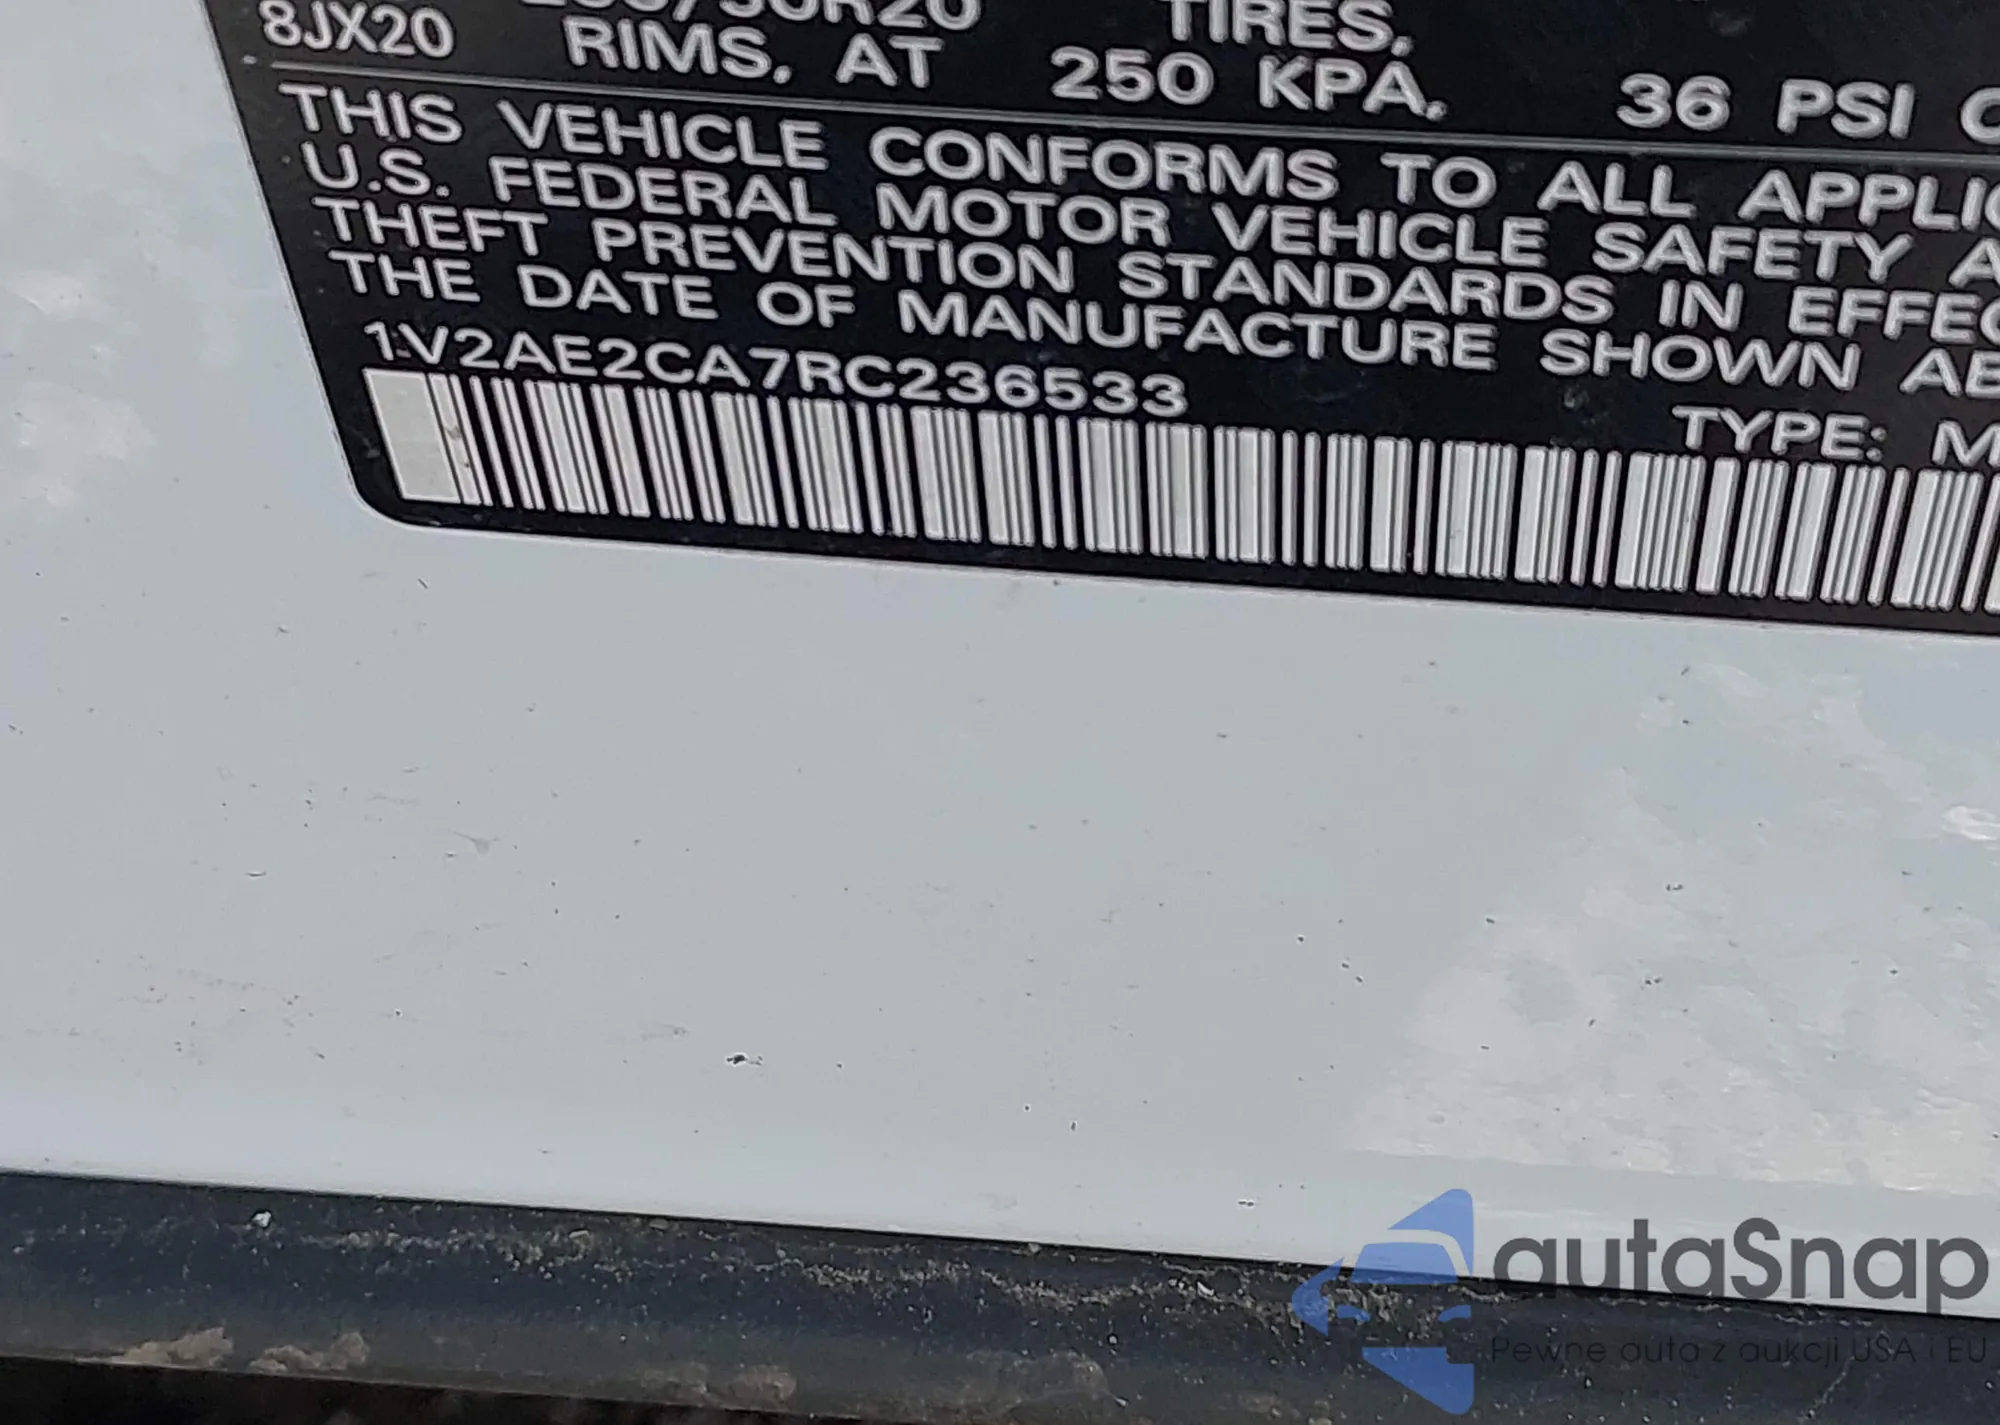 TIRES,
8JX20 RIMS, AT 250 KPA, 36 PSI
THIS VEHICLE CONFORMS TO ALL
U.S. FEDERAL MOTOR VEHICLE SAFETY
THEFT PREVENTION STANDARDS IN
THE DATE OF MANUFACTURE SHOWN
1V2AE2CA7RC236533
TYPE:
autaSnap
Pewne auta z aukcji USA i EU